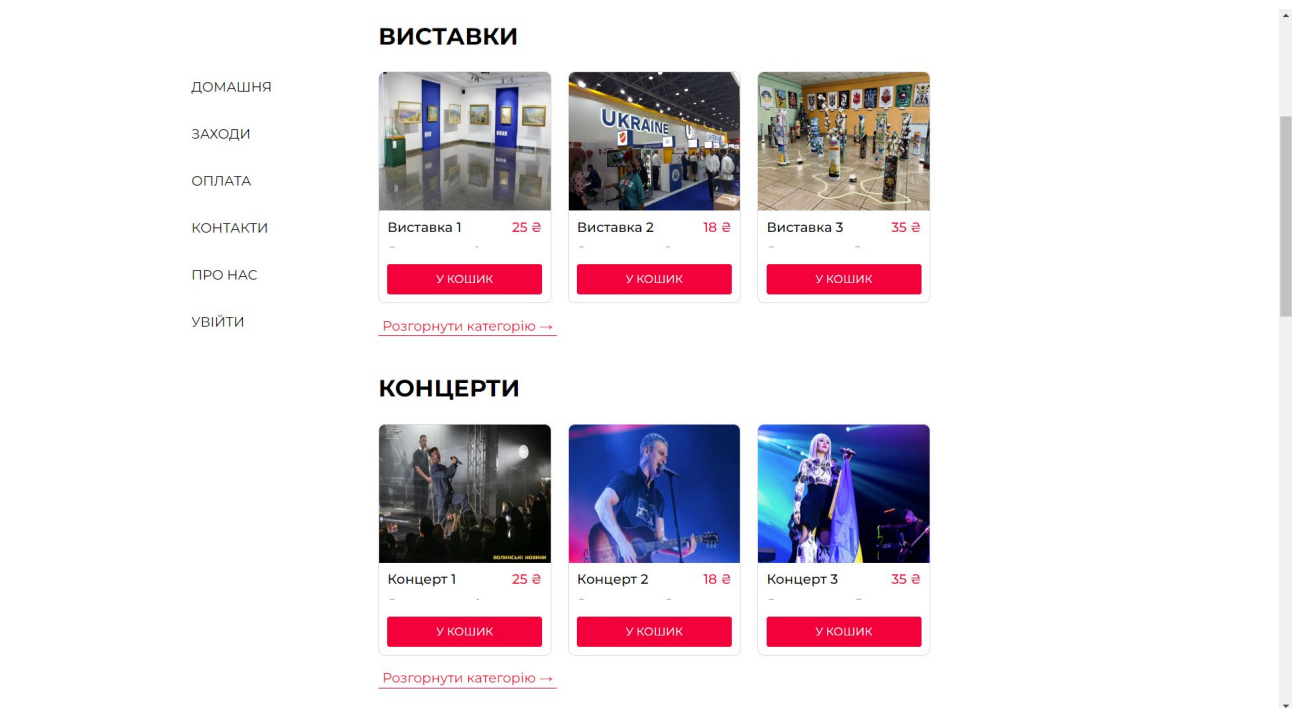 ВИСТАВКИ
ДОМАШНЯ
ЗАХОДИ
ОПЛАТА
КОНТАКТИ
ПРО НАС
УВІЙТИ
UKRAINE
Виставка 1 25 ₴
Виставка 2 18 ₴
Виставка 3 35 ₴
У КОШИК
У КОШИК
У КОШИК
Розгорнути категорію →
КОНЦЕРТИ
ВОЛИНСЬКІ НОВИНИ
Концерт 1 25 ₴
Концерт 2 18 ₴
Концерт 3 35 ₴
У КОШИК
У КОШИК
У КОШИК
Розгорнути категорію →